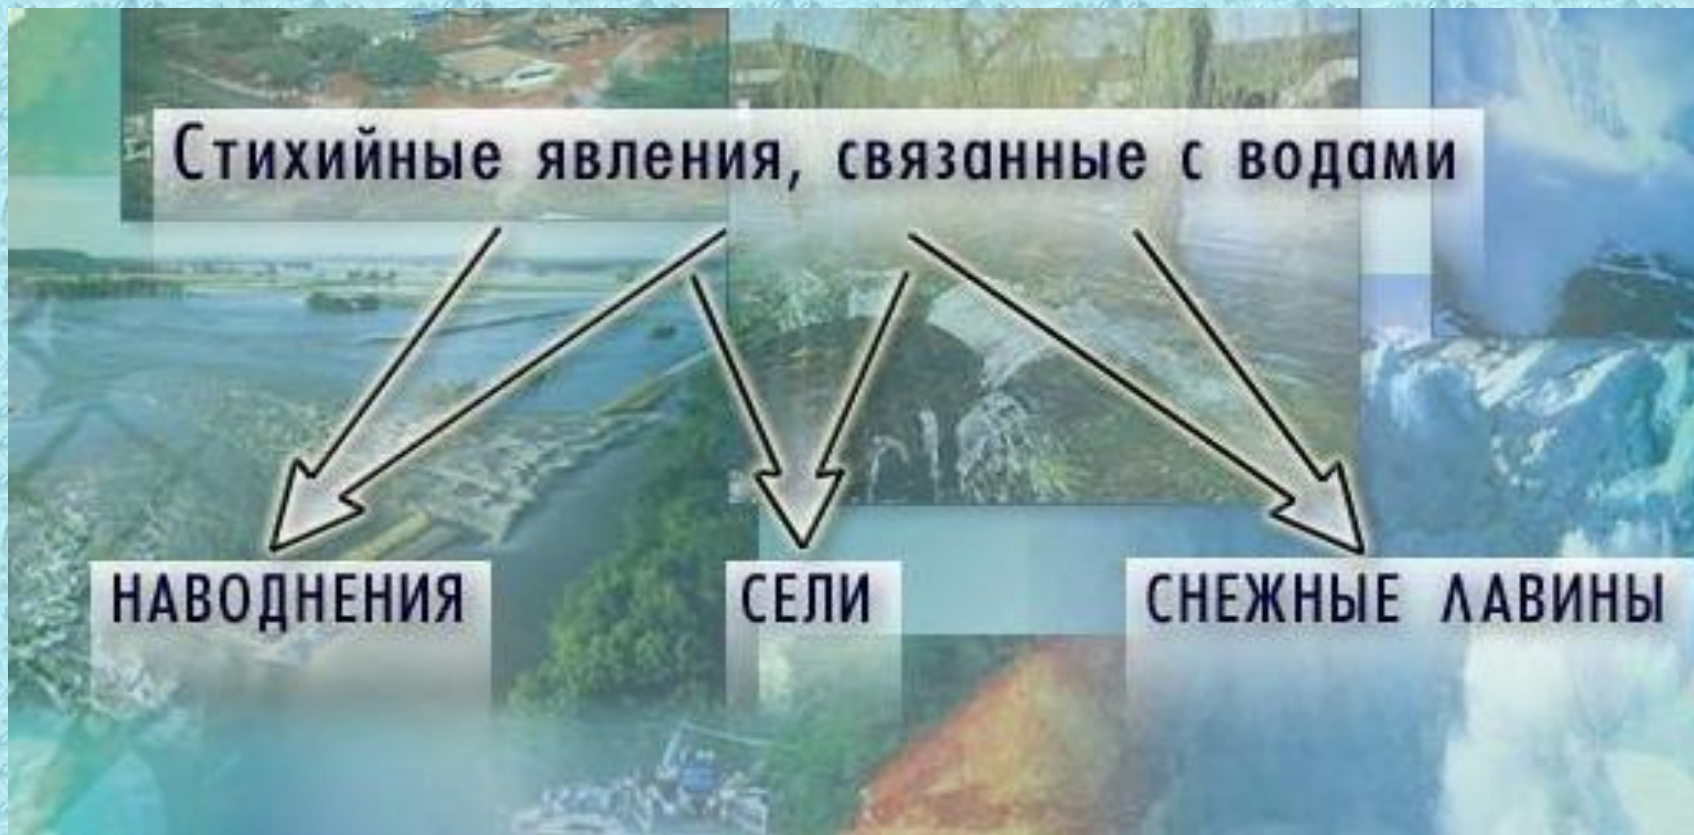 Стихийные явления, связанные с водами
НАВОДНЕНИЯ
СЕЛИ
СНЕЖНЫЕ ЛАВИНЫ